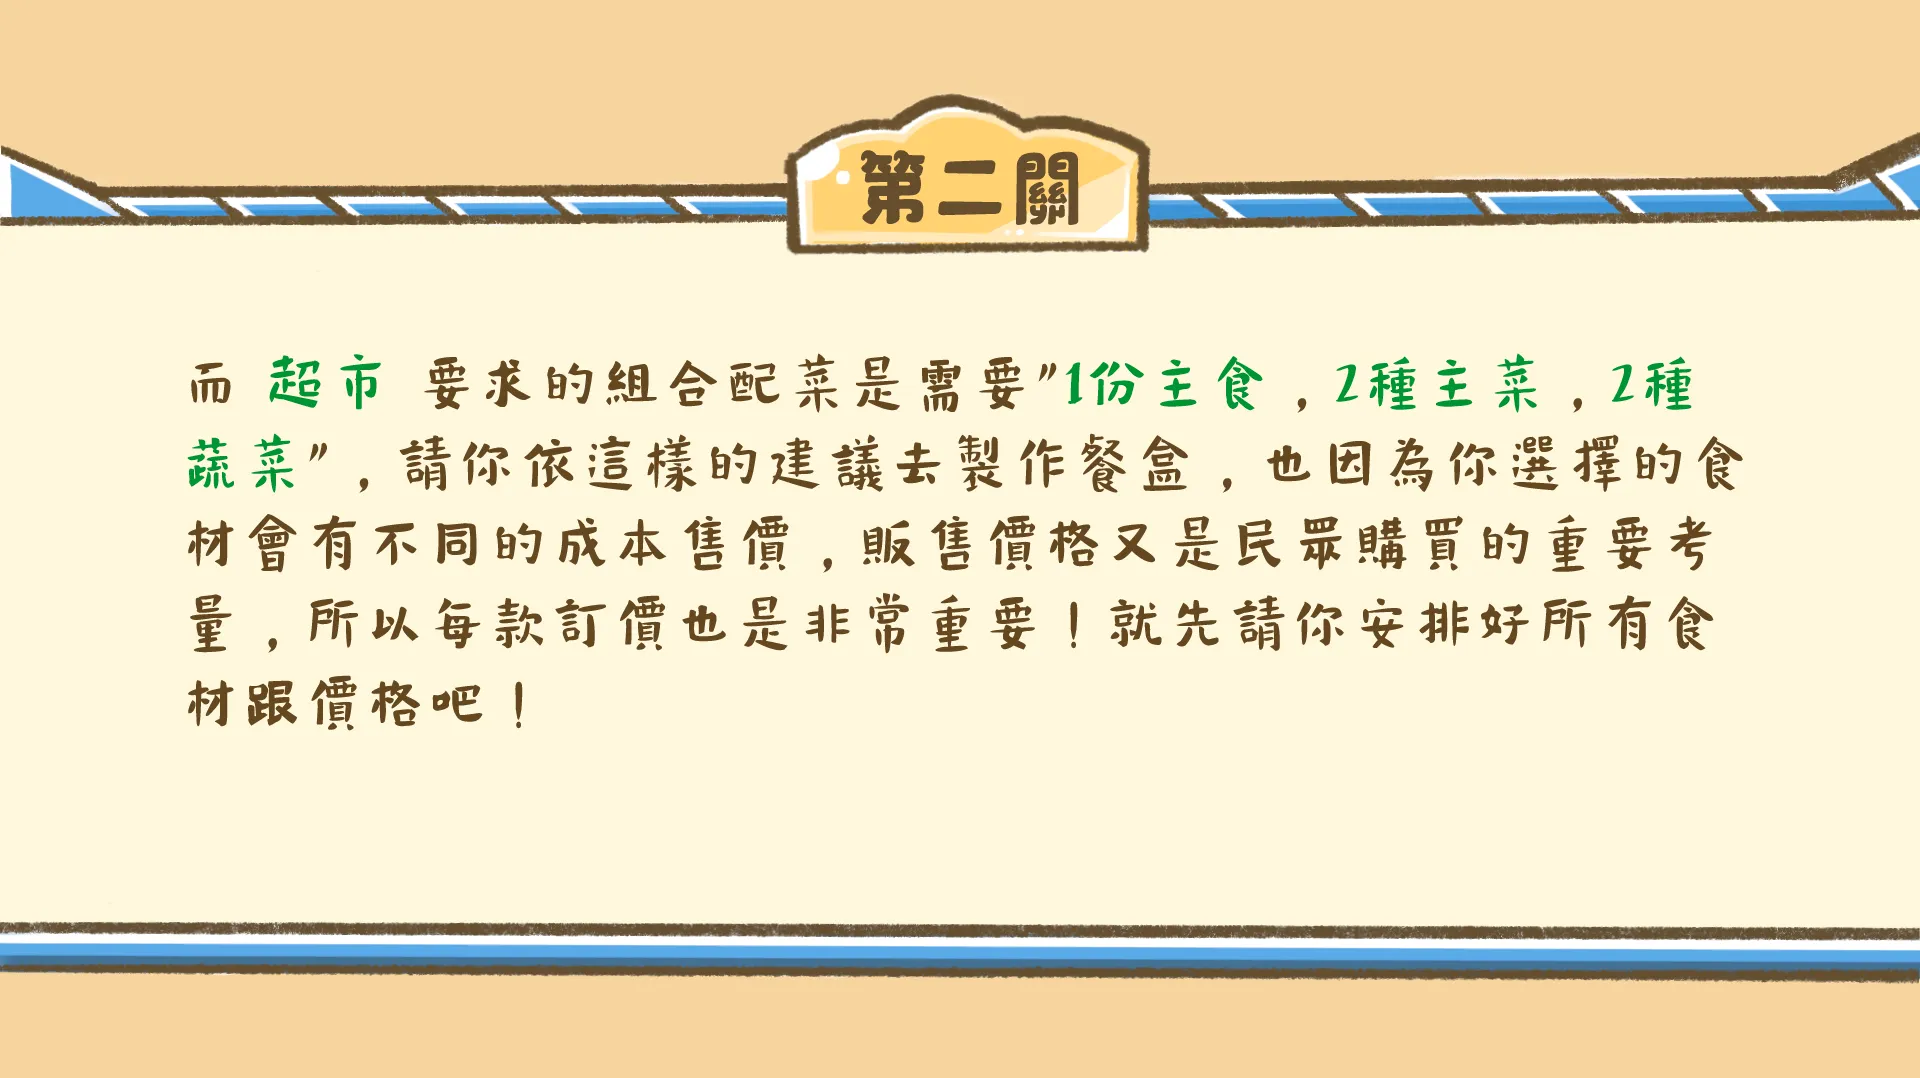 第二關
而 超市 要求的組合配菜是需要"1份主食，2種主菜，2種
蔬菜"，請你依這樣的建議去製作餐盒，也因為你選擇的食
材會有不同的成本售價，販售價格又是民眾購買的重要考
量，所以每款訂價也是非常重要！就先請你安排好所有食
材跟價格吧！